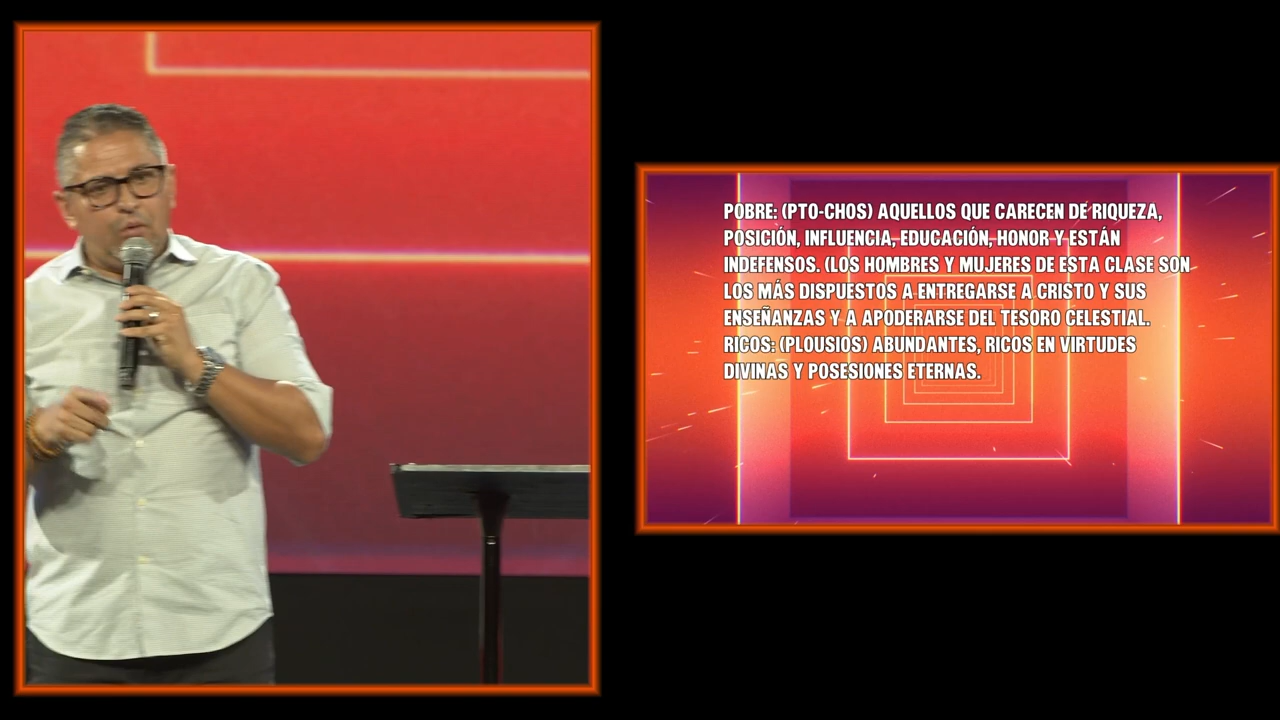 POBRE: (PTO-CHOS) AQUELLOS QUE CARECEN DE RIQUEZA,
POSICIÓN, INFLUENCIA, EDUCACIÓN, HONOR Y ESTÁN
INDEFENSOS. (LOS HOMBRES Y MUJERES DE ESTA CLASE SON
LOS MÁS DISPUESTOS A ENTREGARSE A CRISTO Y SUS
ENSEÑANZAS Y A APODERARSE DEL TESORO CELESTIAL.
RICOS: (PLOUSIOS) ABUNDANTES, RICOS EN VIRTUDES
DIVINAS Y POSESIONES ETERNAS.